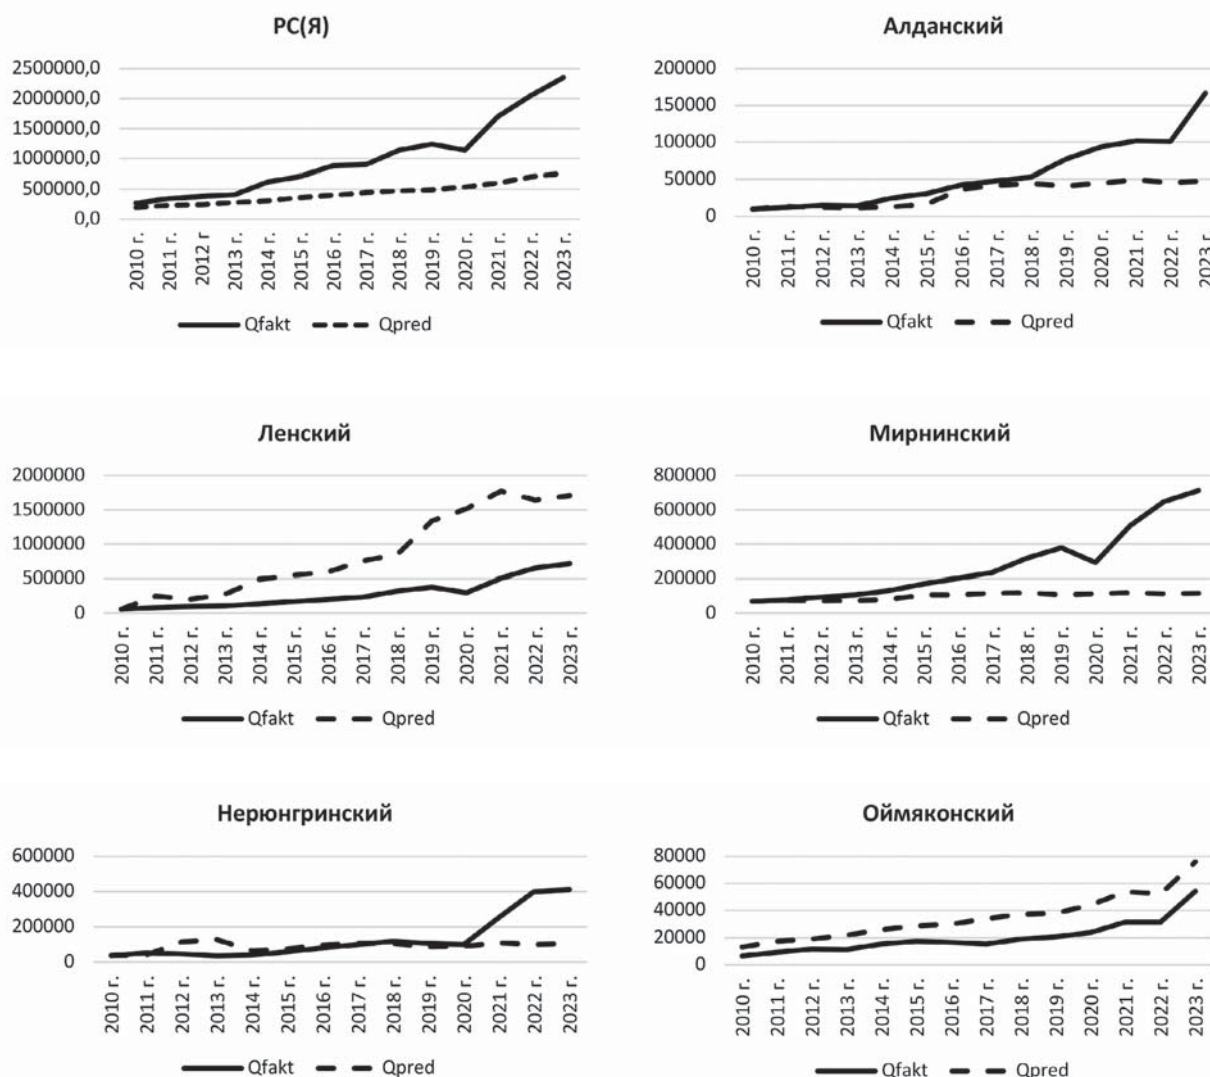 РС(Я)
2500000,0
2000000,0
1500000,0
1000000,0
500000,0
0,0
2010 г.
2011 г.
2012 г
2013 г.
2014 г.
2015 г.
2016 г.
2017 г.
2018 г.
2019 г.
2020 г.
2021 г.
2022 г.
2023 г.
Qfakt Qpred
Алданский
200000
150000
100000
50000
0
2010 г.
2011 г.
2012 г.
2013 г.
2014 г.
2015 г.
2016 г.
2017 г.
2018 г.
2019 г.
2020 г.
2021 г.
2022 г.
2023 г.
Qfakt Qpred
Ленский
2000000
1500000
1000000
500000
0
2010 г.
2011 г.
2012 г.
2013 г.
2014 г.
2015 г.
2016 г.
2017 г.
2018 г.
2019 г.
2020 г.
2021 г.
2022 г.
2023 г.
Qfakt Qpred
Мирнинский
800000
600000
400000
200000
0
2010 г.
2011 г.
2012 г.
2013 г.
2014 г.
2015 г.
2016 г.
2017 г.
2018 г.
2019 г.
2020 г.
2021 г.
2022 г.
2023 г.
Qfakt Qpred
Нерюнгринский
600000
400000
200000
0
2010 г.
2011 г.
2012 г.
2013 г.
2014 г.
2015 г.
2016 г.
2017 г.
2018 г.
2019 г.
2020 г.
2021 г.
2022 г.
2023 г.
Qfakt Qpred
Оймяконский
80000
60000
40000
20000
0
2010 г.
2011 г.
2012 г.
2013 г.
2014 г.
2015 г.
2016 г.
2017 г.
2018 г.
2019 г.
2020 г.
2021 г.
2022 г.
2023 г.
Qfakt Qpred